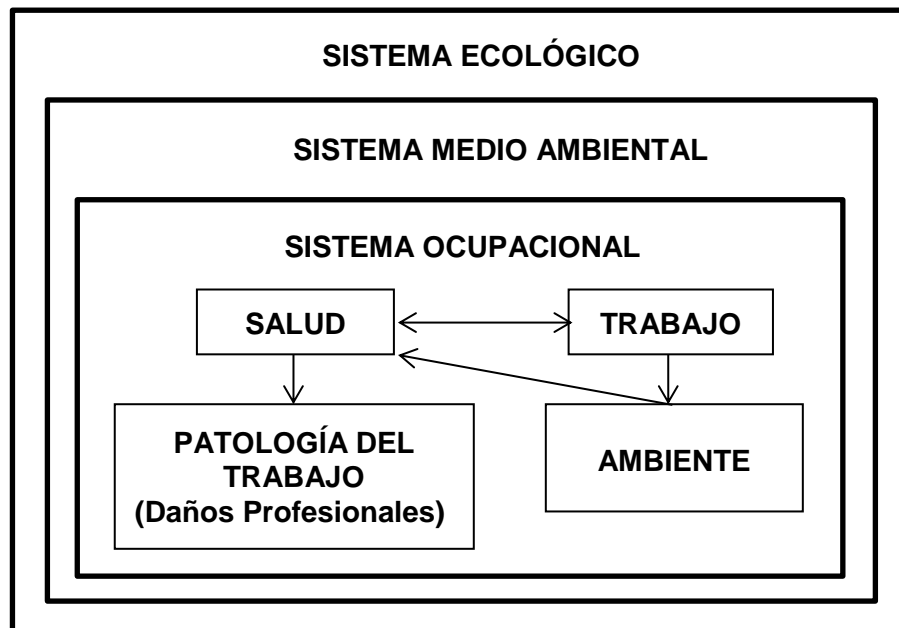 SISTEMA ECOLÓGICO
SISTEMA MEDIO AMBIENTAL
SISTEMA OCUPACIONAL
SALUD
TRABAJO
PATOLOGÍA DEL
TRABAJO
(Daños Profesionales)
AMBIENTE